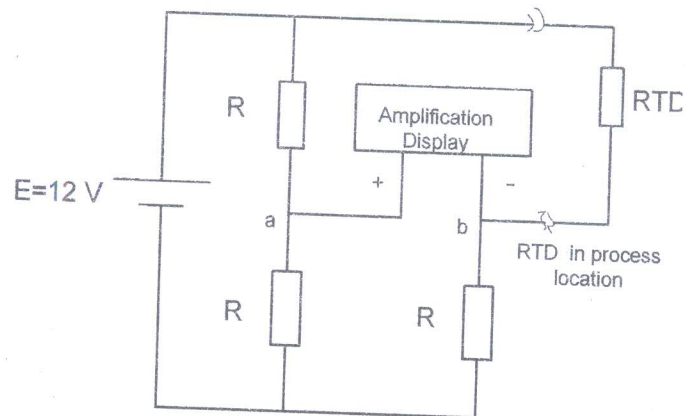 R
Amplification
Display
RTD
E=12 V
+
-
a
b
RTD in process
location
R
R